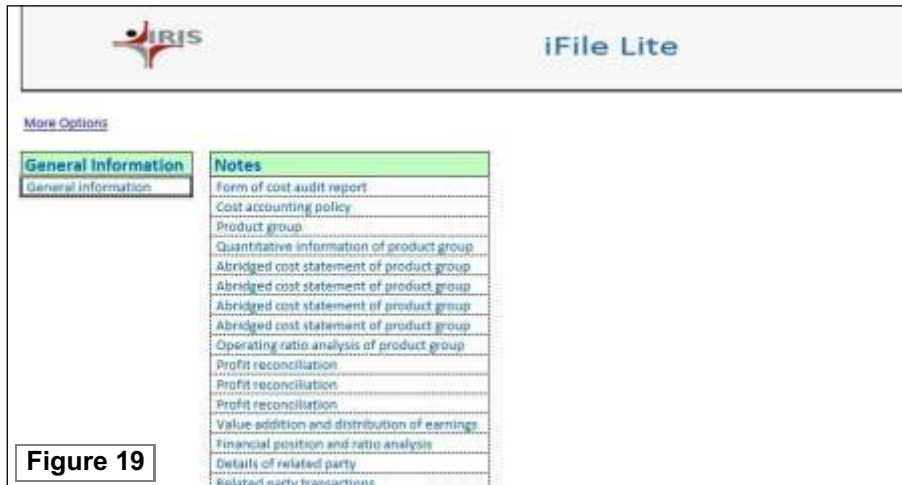 IRIS
iFile Lite
More Options
General Information
General information
Notes
Form of cost audit report
Cost accounting policy
Product group
Quantitative information of product group
Abridged cost statement of product group
Abridged cost statement of product group
Abridged cost statement of product group
Abridged cost statement of product group
Operating ratio analysis of product group
Profit reconciliation
Profit reconciliation
Profit reconciliation
Value addition and distribution of earnings
Financial position and ratio analysis
Details of related party
Related party transactions
Figure 19